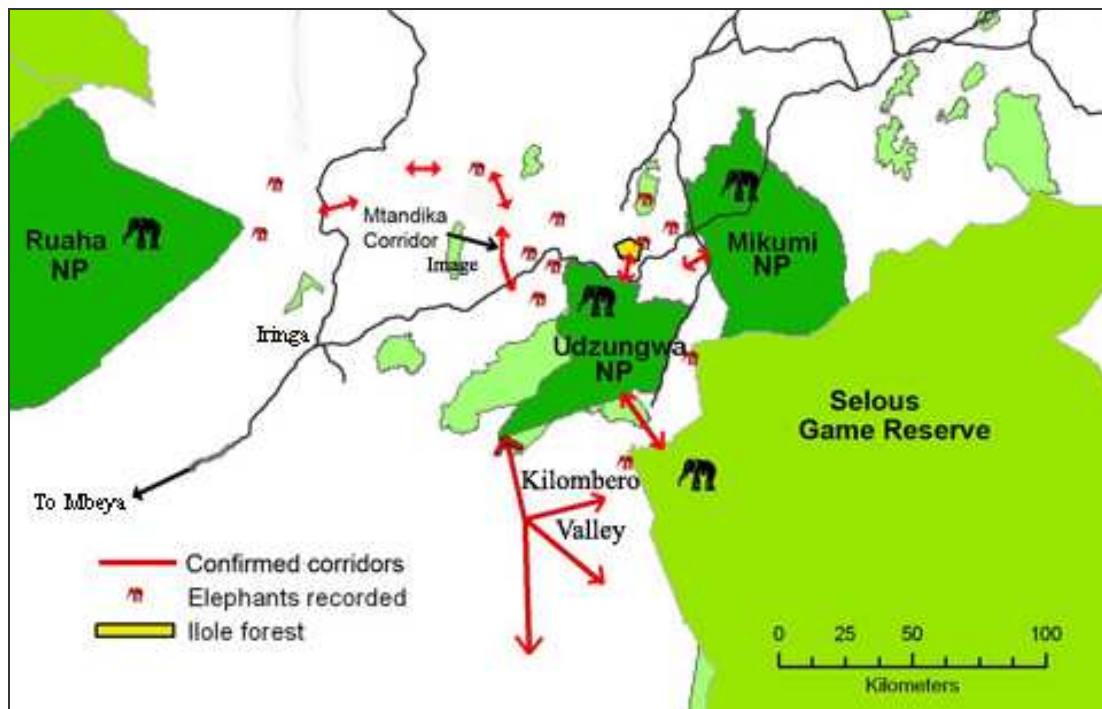 Ruaha
NP
Mtandika
Corridor
Image
Mikumi
NP
Iringa
Udzungwa
NP
Selous
Game Reserve
To Mbeya
Kilombero
Valley
Confirmed corridors
Elephants recorded
Ilole forest
0 25 50 100
Kilometers